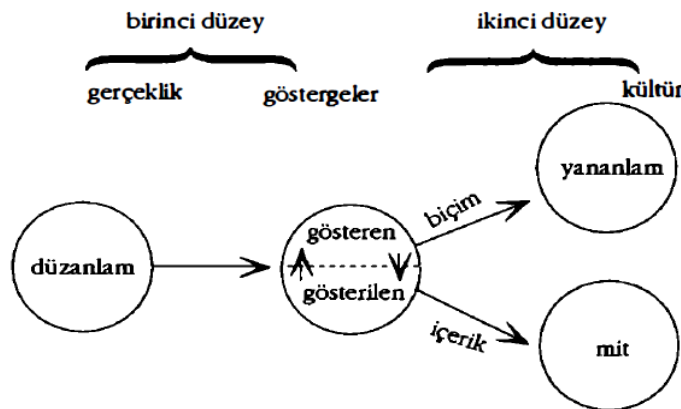 birinci düzey
ikinci düzey
gerçeklik
göstergeler
kültür
yananlam
biçim
gösteren
düzanlam
gösterilen
içerik
mit